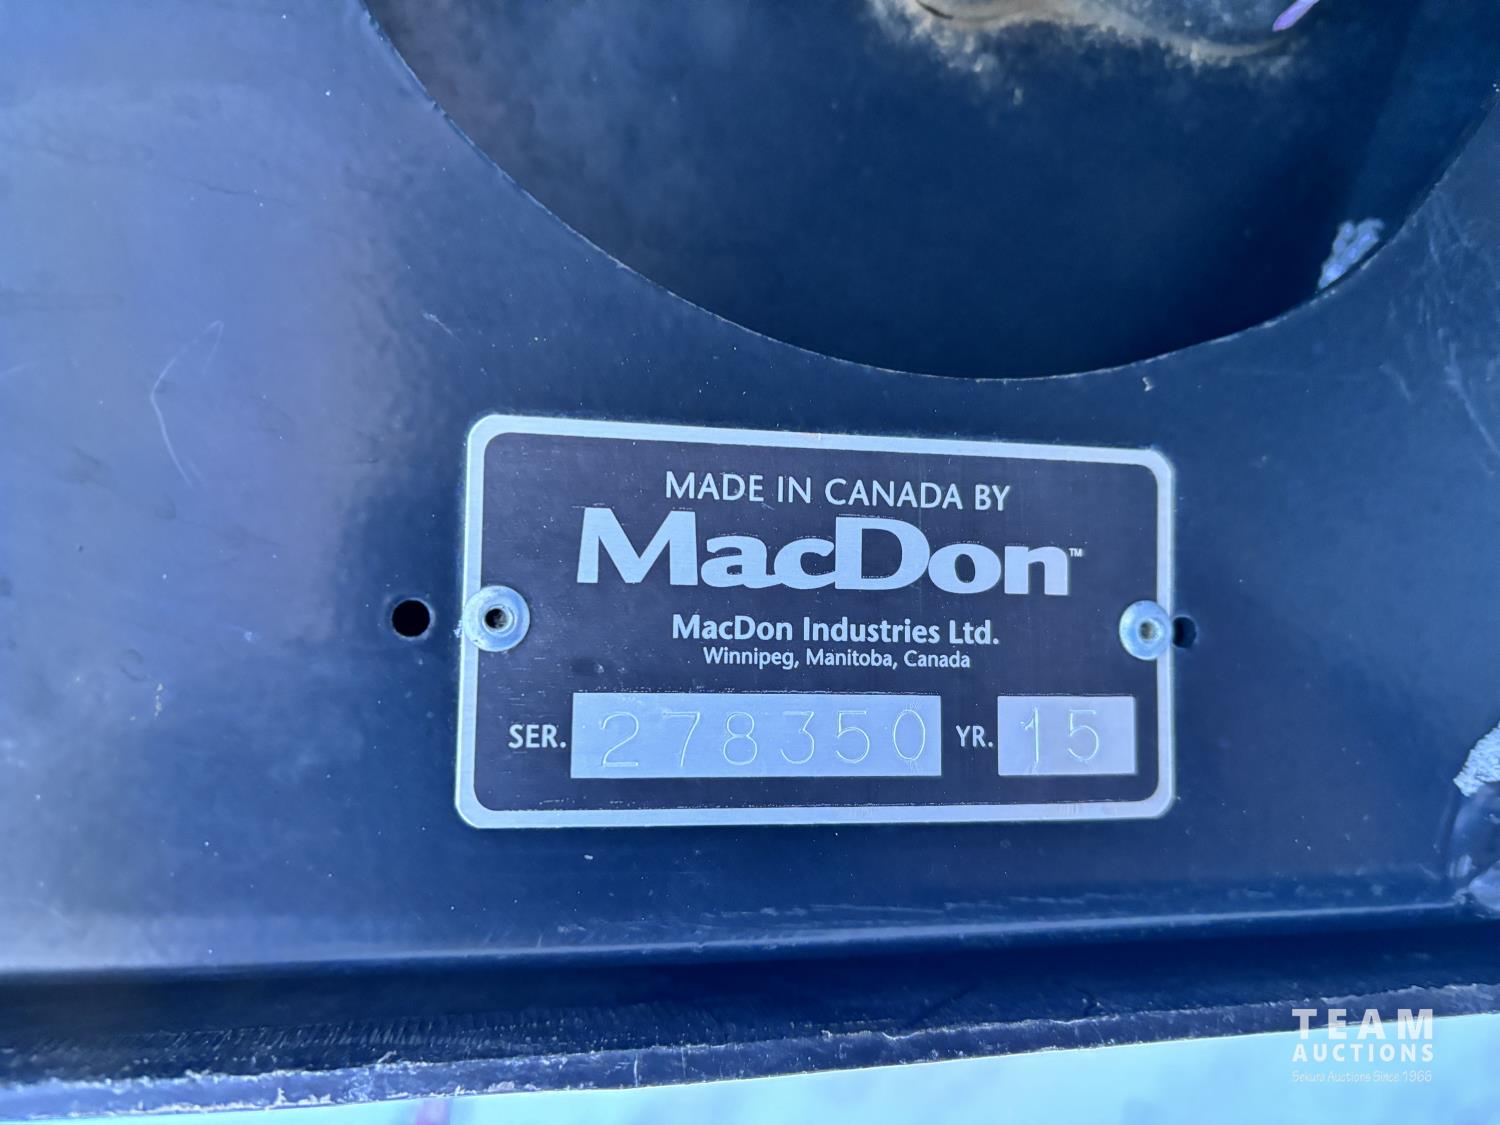 MADE IN CANADA BY
MacDon™
MacDon Industries Ltd.
Winnipeg, Manitoba, Canada
SER. 278350 YR. 15
TEAM
AUCTIONS
Sekura Auctions Since 1966